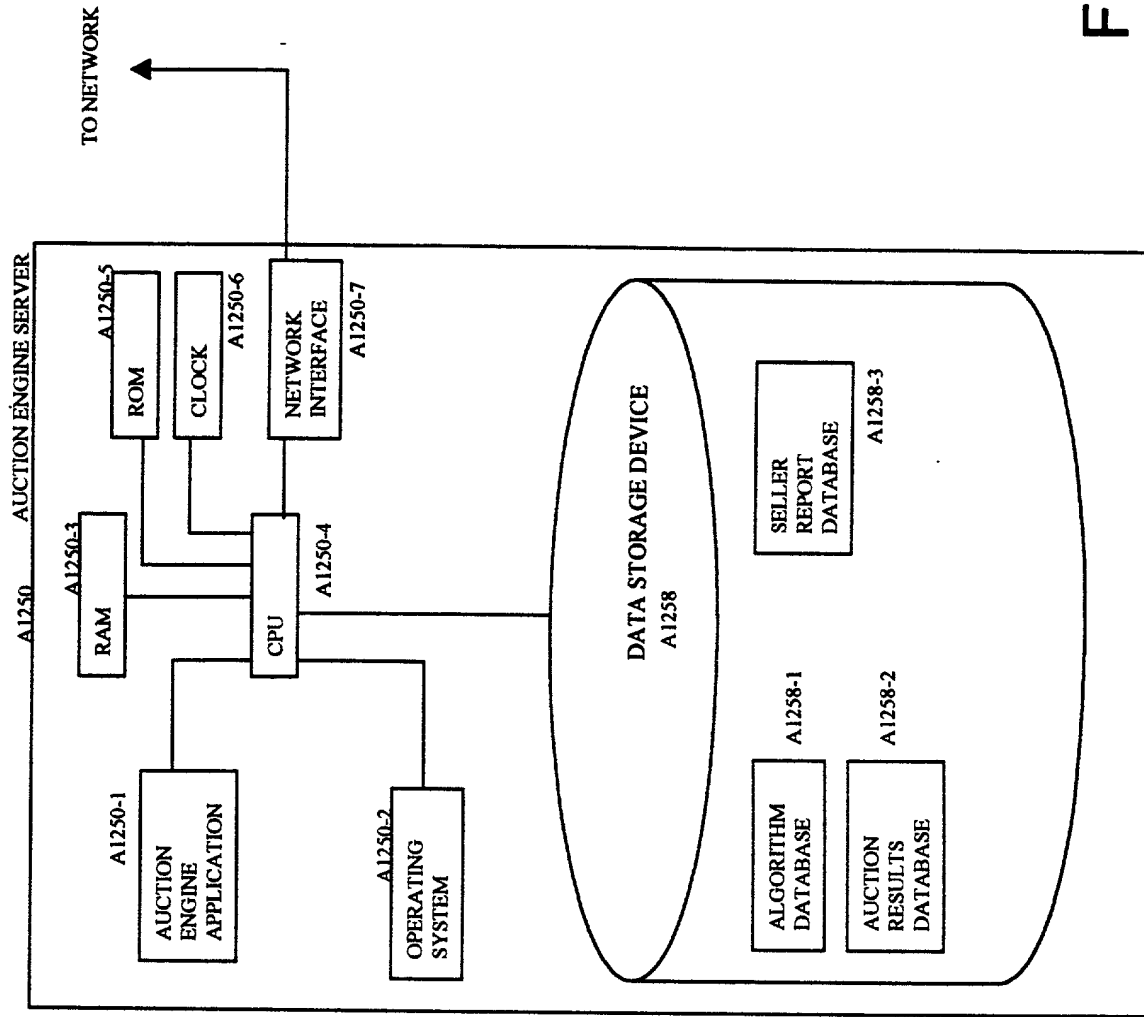 A1250 AUCTION ENGINE SERVER
TO NETWORK
A1250-1
AUCTION
ENGINE
APPLICATION
A1250-2
OPERATING
SYSTEM
A1250-3
RAM
CPU
A1250-4
A1250-5
ROM
CLOCK
A1250-6
NETWORK
INTERFACE
A1250-7
DATA STORAGE DEVICE
A1258
ALGORITHM
DATABASE
A1258-1
AUCTION
RESULTS
DATABASE
A1258-2
SELLER
REPORT
DATABASE
A1258-3
F